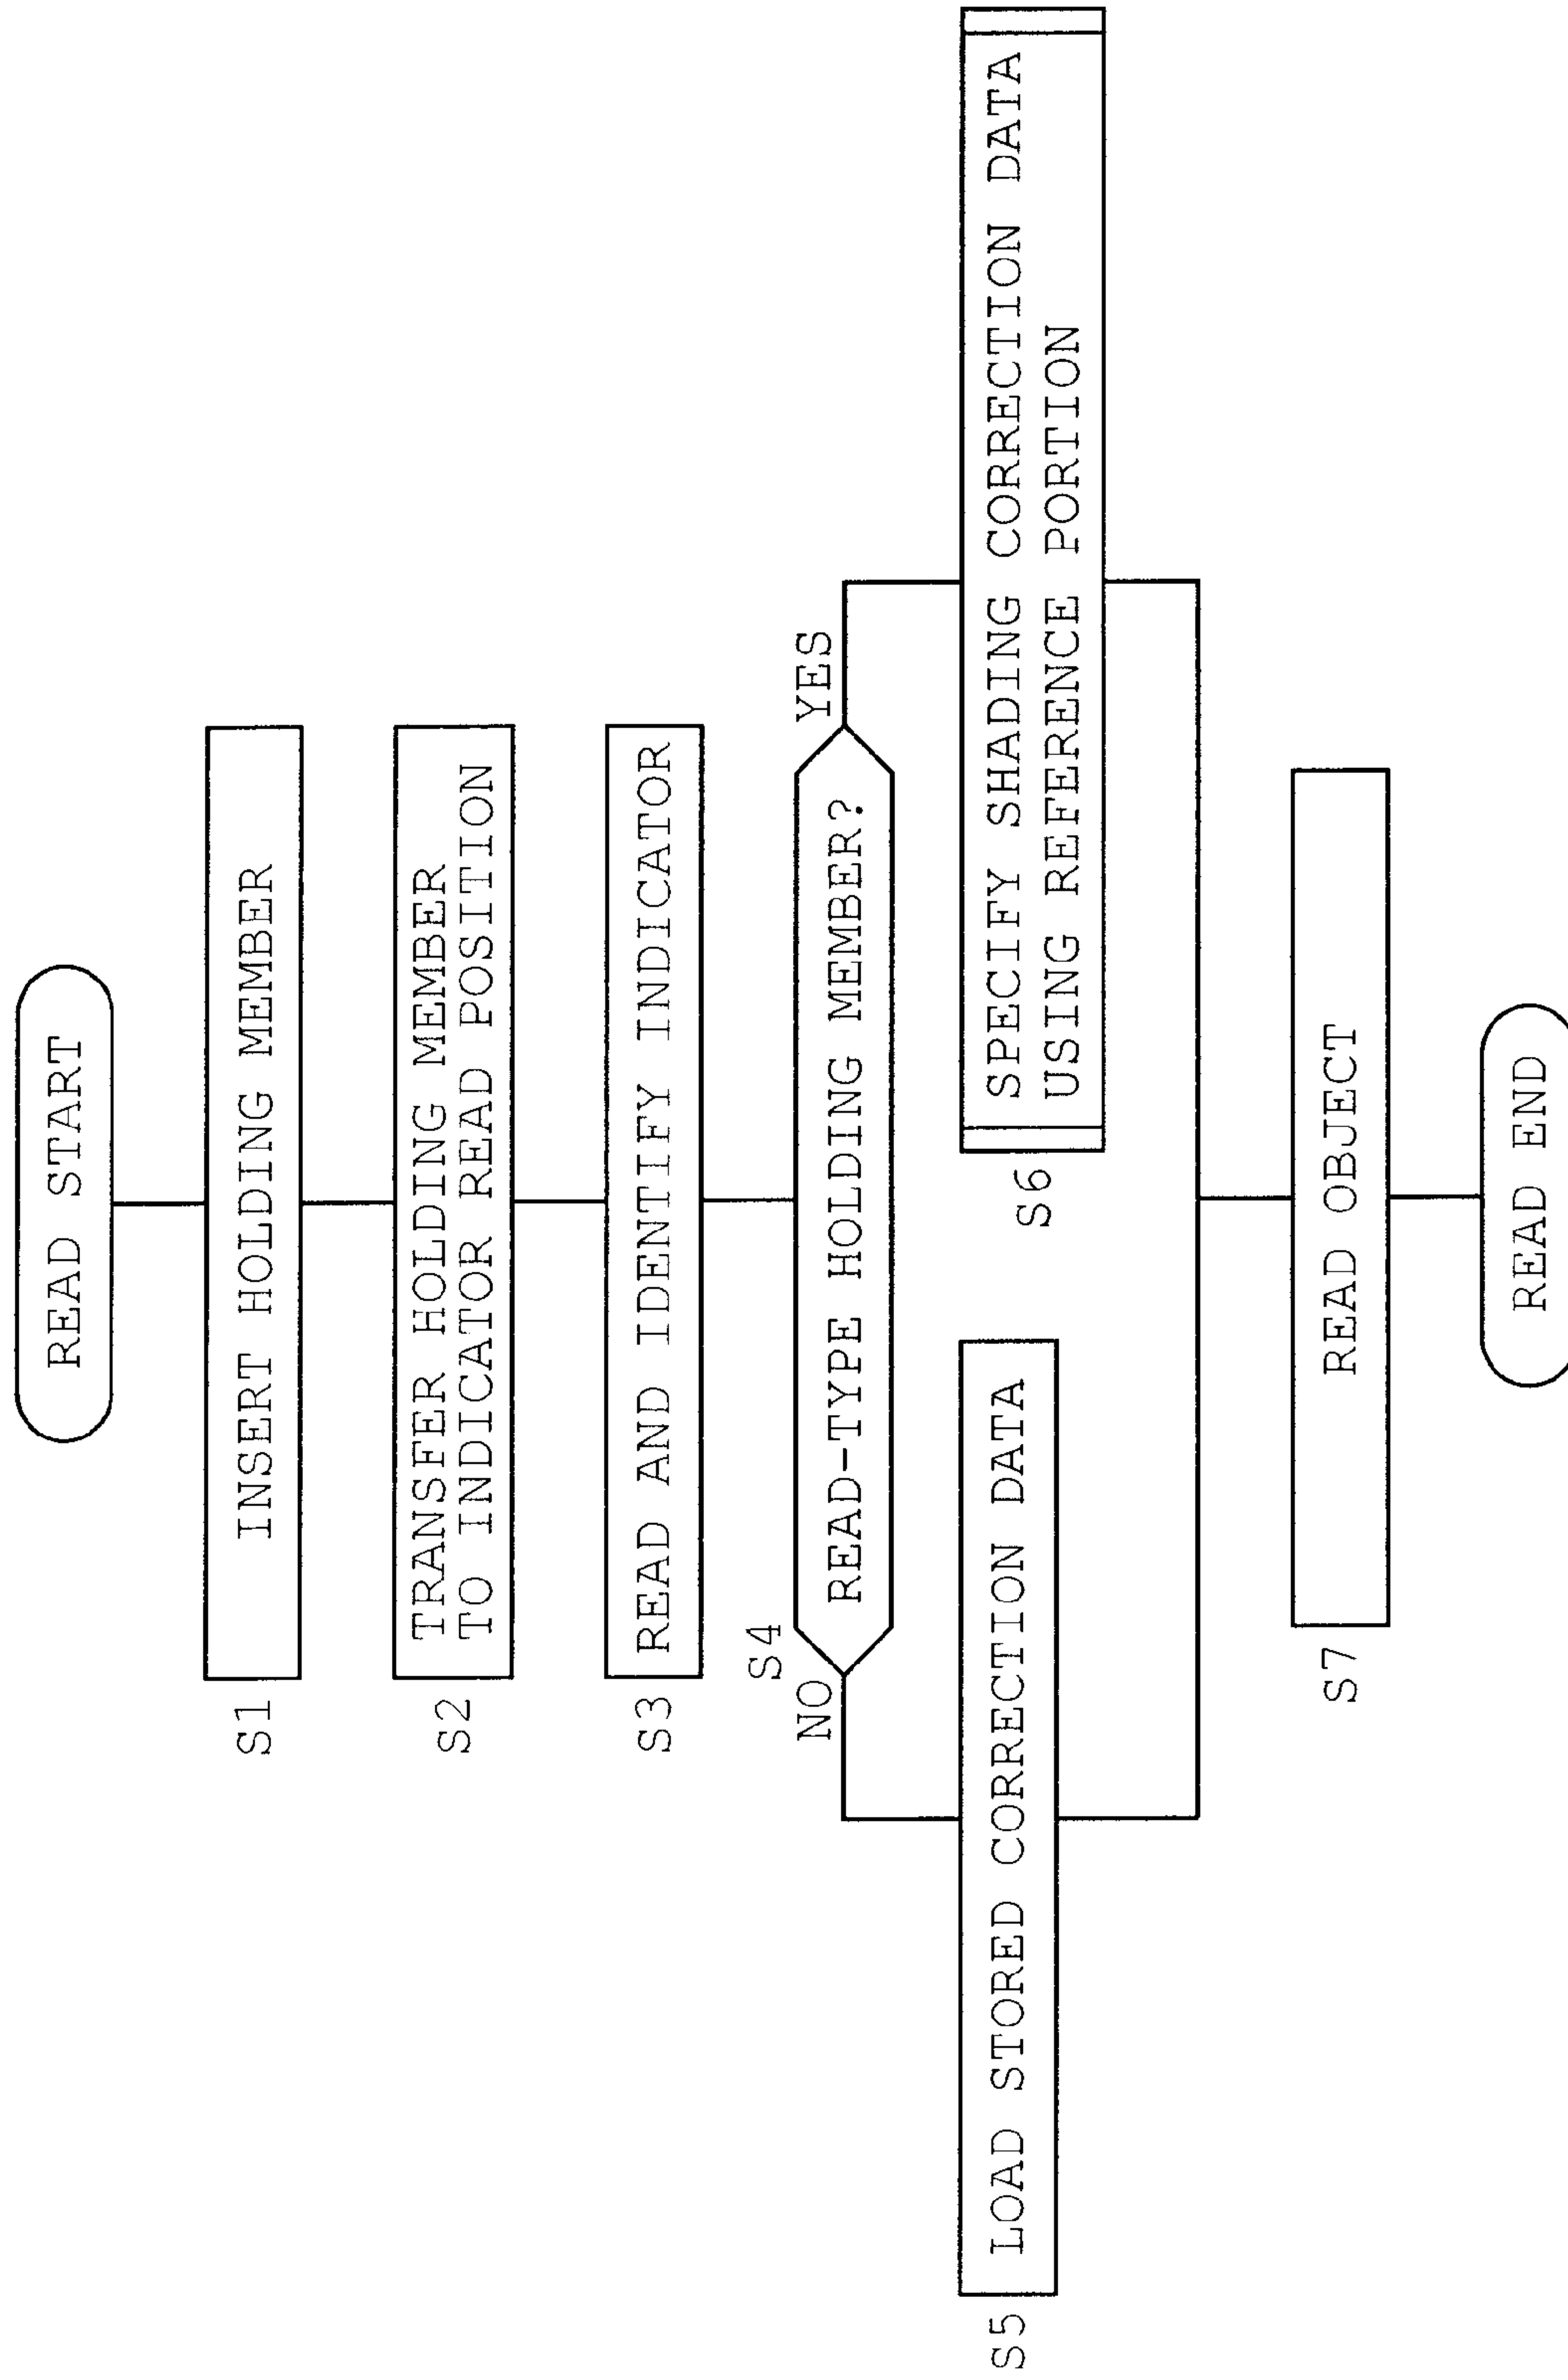 READ START
S1
INSERT HOLDING MEMBER
S2
TRANSFER HOLDING MEMBER
TO INDICATOR READ POSITION
S3
READ AND IDENTIFY INDICATOR
S4
READ-TYPE HOLDING MEMBER?
NO
YES
S5
LOAD STORED CORRECTION DATA
S6
SPECIFY SHADING CORRECTION DATA
USING REFERENCE PORTION
S7
READ OBJECT
READ END